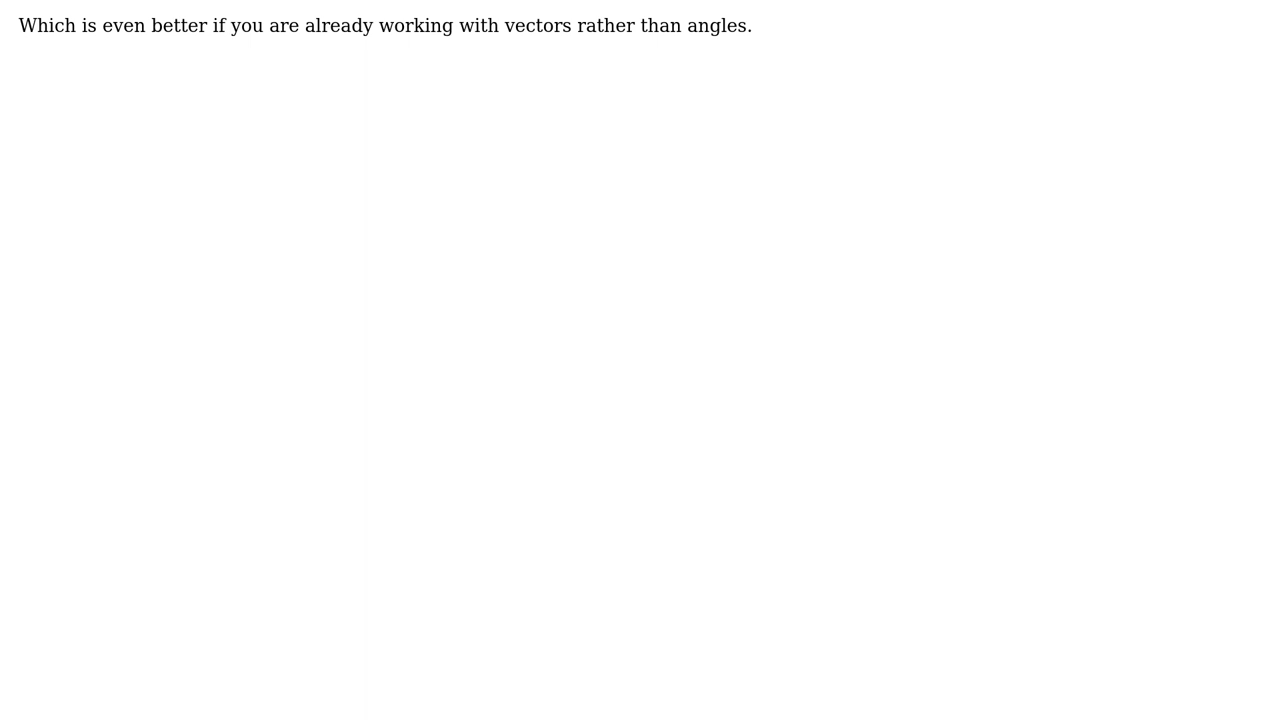 Which is even better if you are already working with vectors rather than angles.